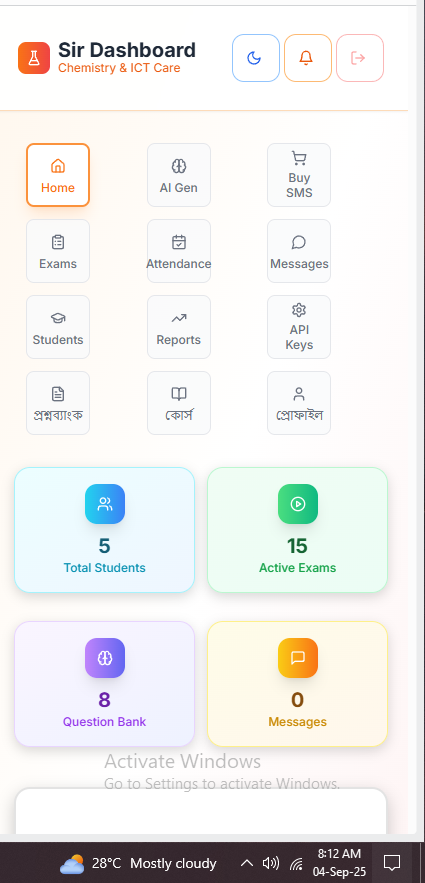 Sir Dashboard
Chemistry & ICT Care
Home
AI Gen
Buy
SMS
Exams
Attendance
Messages
Students
Reports
API
Keys
প্রশ্নব্যাংক
কোর্স
প্রোফাইল
5
Total Students
15
Active Exams
8
Question Bank
0
Messages
Activate Windows
Go to Settings to activate Windows.
28°C Mostly cloudy
8:12 AM
04-Sep-25